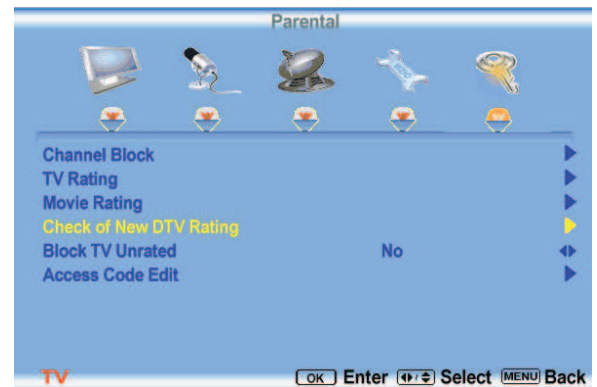 Parental
Channel Block
TV Rating
Movie Rating
Check of New DTV Rating
Block TV Unrated No
Access Code Edit
TV OK Enter Select MENU Back